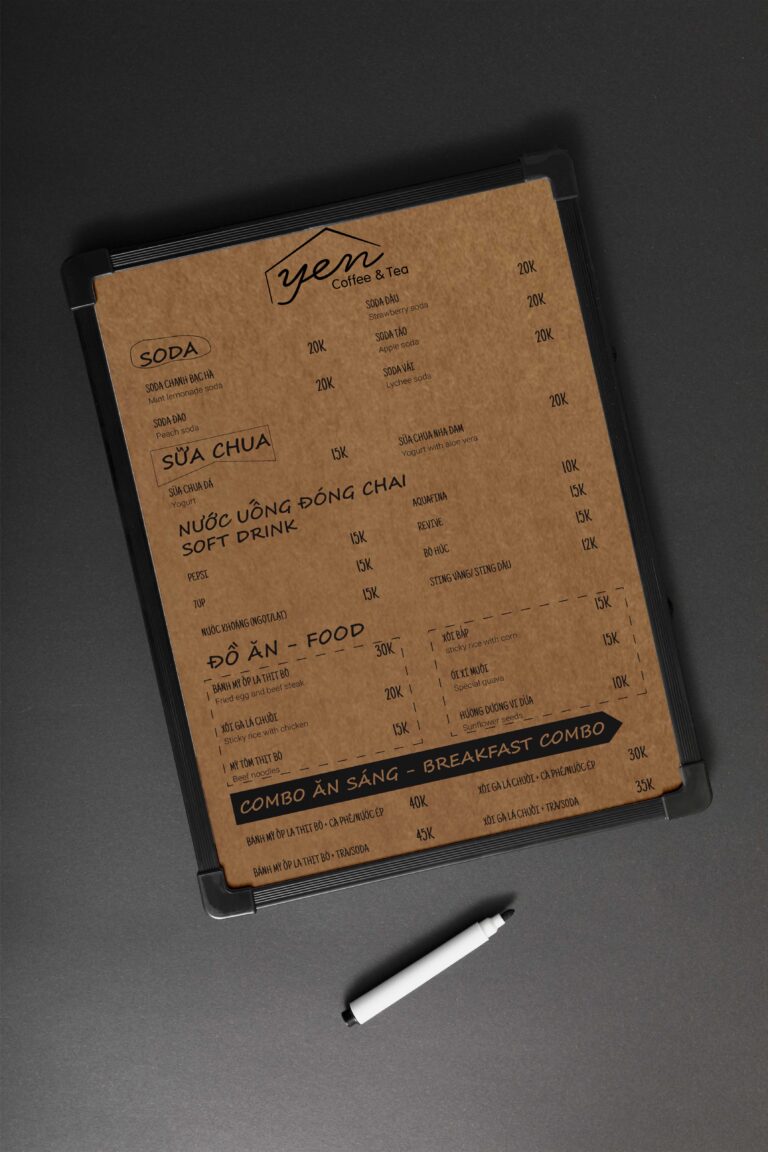 yen
Coffee & Tea
SODA
SODA CHANH BẠC HÀ 20K
Mint lemonade soda
SODA ĐÀO 20K
Peach soda
SODA DÂU 20K
Strawberry soda
SODA TÁO 20K
Apple soda
SODA VẢI 20K
Lychee soda
SỮA CHUA
SỮA CHUA ĐÁ 15K
Yogurt
SỮA CHUA NHA ĐAM 20K
Yogurt with aloe vera
NƯỚC UỐNG ĐÓNG CHAI
SOFT DRINK
PEPSI 15K
7UP 15K
NƯỚC KHOÁNG (NGỌT/LẠT) 15K
AQUAFINA 10K
REVIVE 15K
BÒ HÚC 15K
STING VÀNG/ STING DÂU 12K
ĐỒ ĂN - FOOD
BÁNH MỲ ỐP LA THỊT BÒ 30K
Fried egg and beef steak
XÔI GÀ LÁ CHUỐI 20K
Sticky rice with chicken
MỲ TÔM THỊT BÒ 15K
Beef noodles
XÔI BẮP 15K
sticky rice with corn
ỔI XÍ MUỘI 15K
Special guava
HƯỚNG DƯƠNG VỊ DỪA 10K
Sunflower seeds
COMBO ĂN SÁNG - BREAKFAST COMBO
BÁNH MỲ ỐP LA THỊT BÒ + CÀ PHÊ/NƯỚC ÉP 40K
BÁNH MỲ ỐP LA THỊT BÒ + TRÀ/SODA 45K
XÔI GÀ LÁ CHUỐI + CÀ PHÊ/NƯỚC ÉP 30K
XÔI GÀ LÁ CHUỐI + TRÀ/SODA 35K